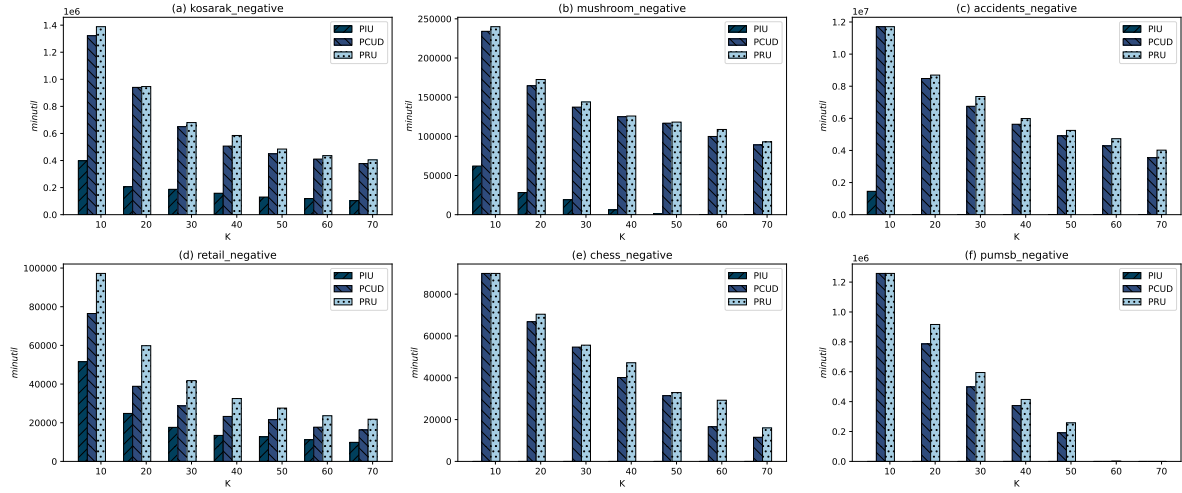 (a) kosarak_negative
1e6
1.4
1.2
1.0
0.8
0.6
0.4
0.2
0.0
minutil
10 20 30 40 50 60 70
K
PIU
PCUD
PRU
(b) mushroom_negative
250000
200000
150000
100000
50000
0
minutil
10 20 30 40 50 60 70
K
PIU
PCUD
PRU
(c) accidents_negative
1e7
1.2
1.0
0.8
0.6
0.4
0.2
0.0
minutil
10 20 30 40 50 60 70
K
PIU
PCUD
PRU
(d) retail_negative
100000
80000
60000
40000
20000
0
minutil
10 20 30 40 50 60 70
K
PIU
PCUD
PRU
(e) chess_negative
80000
60000
40000
20000
0
minutil
10 20 30 40 50 60 70
K
PIU
PCUD
PRU
(f) pumsb_negative
1e6
1.2
1.0
0.8
0.6
0.4
0.2
0.0
minutil
10 20 30 40 50 60 70
K
PIU
PCUD
PRU